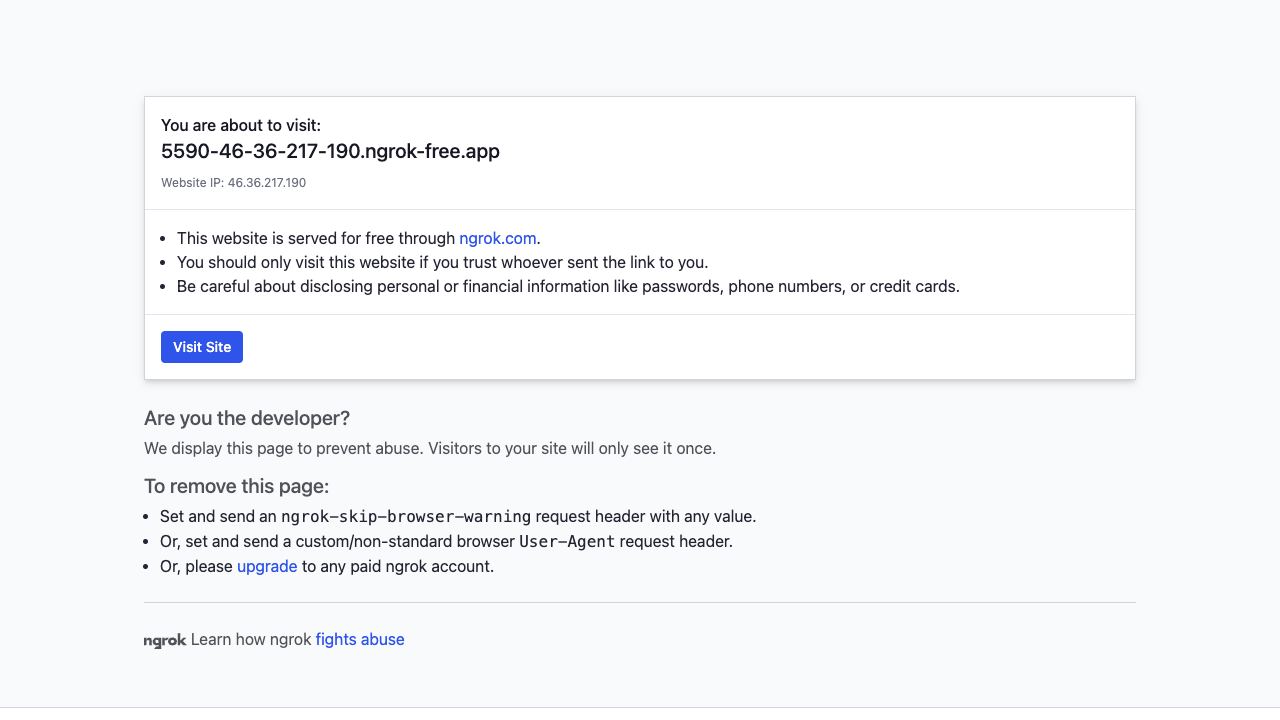 You are about to visit:
5590-46-36-217-190.ngrok-free.app
Website IP: 46.36.217.190
This website is served for free through ngrok.com.
You should only visit this website if you trust whoever sent the link to you.
Be careful about disclosing personal or financial information like passwords, phone numbers, or credit cards.
Visit Site
Are you the developer?
We display this page to prevent abuse. Visitors to your site will only see it once.
To remove this page:
Set and send an ngrok-skip-browser-warning request header with any value.
Or, set and send a custom/non-standard browser User-Agent request header.
Or, please upgrade to any paid ngrok account.
ngrok Learn how ngrok fights abuse